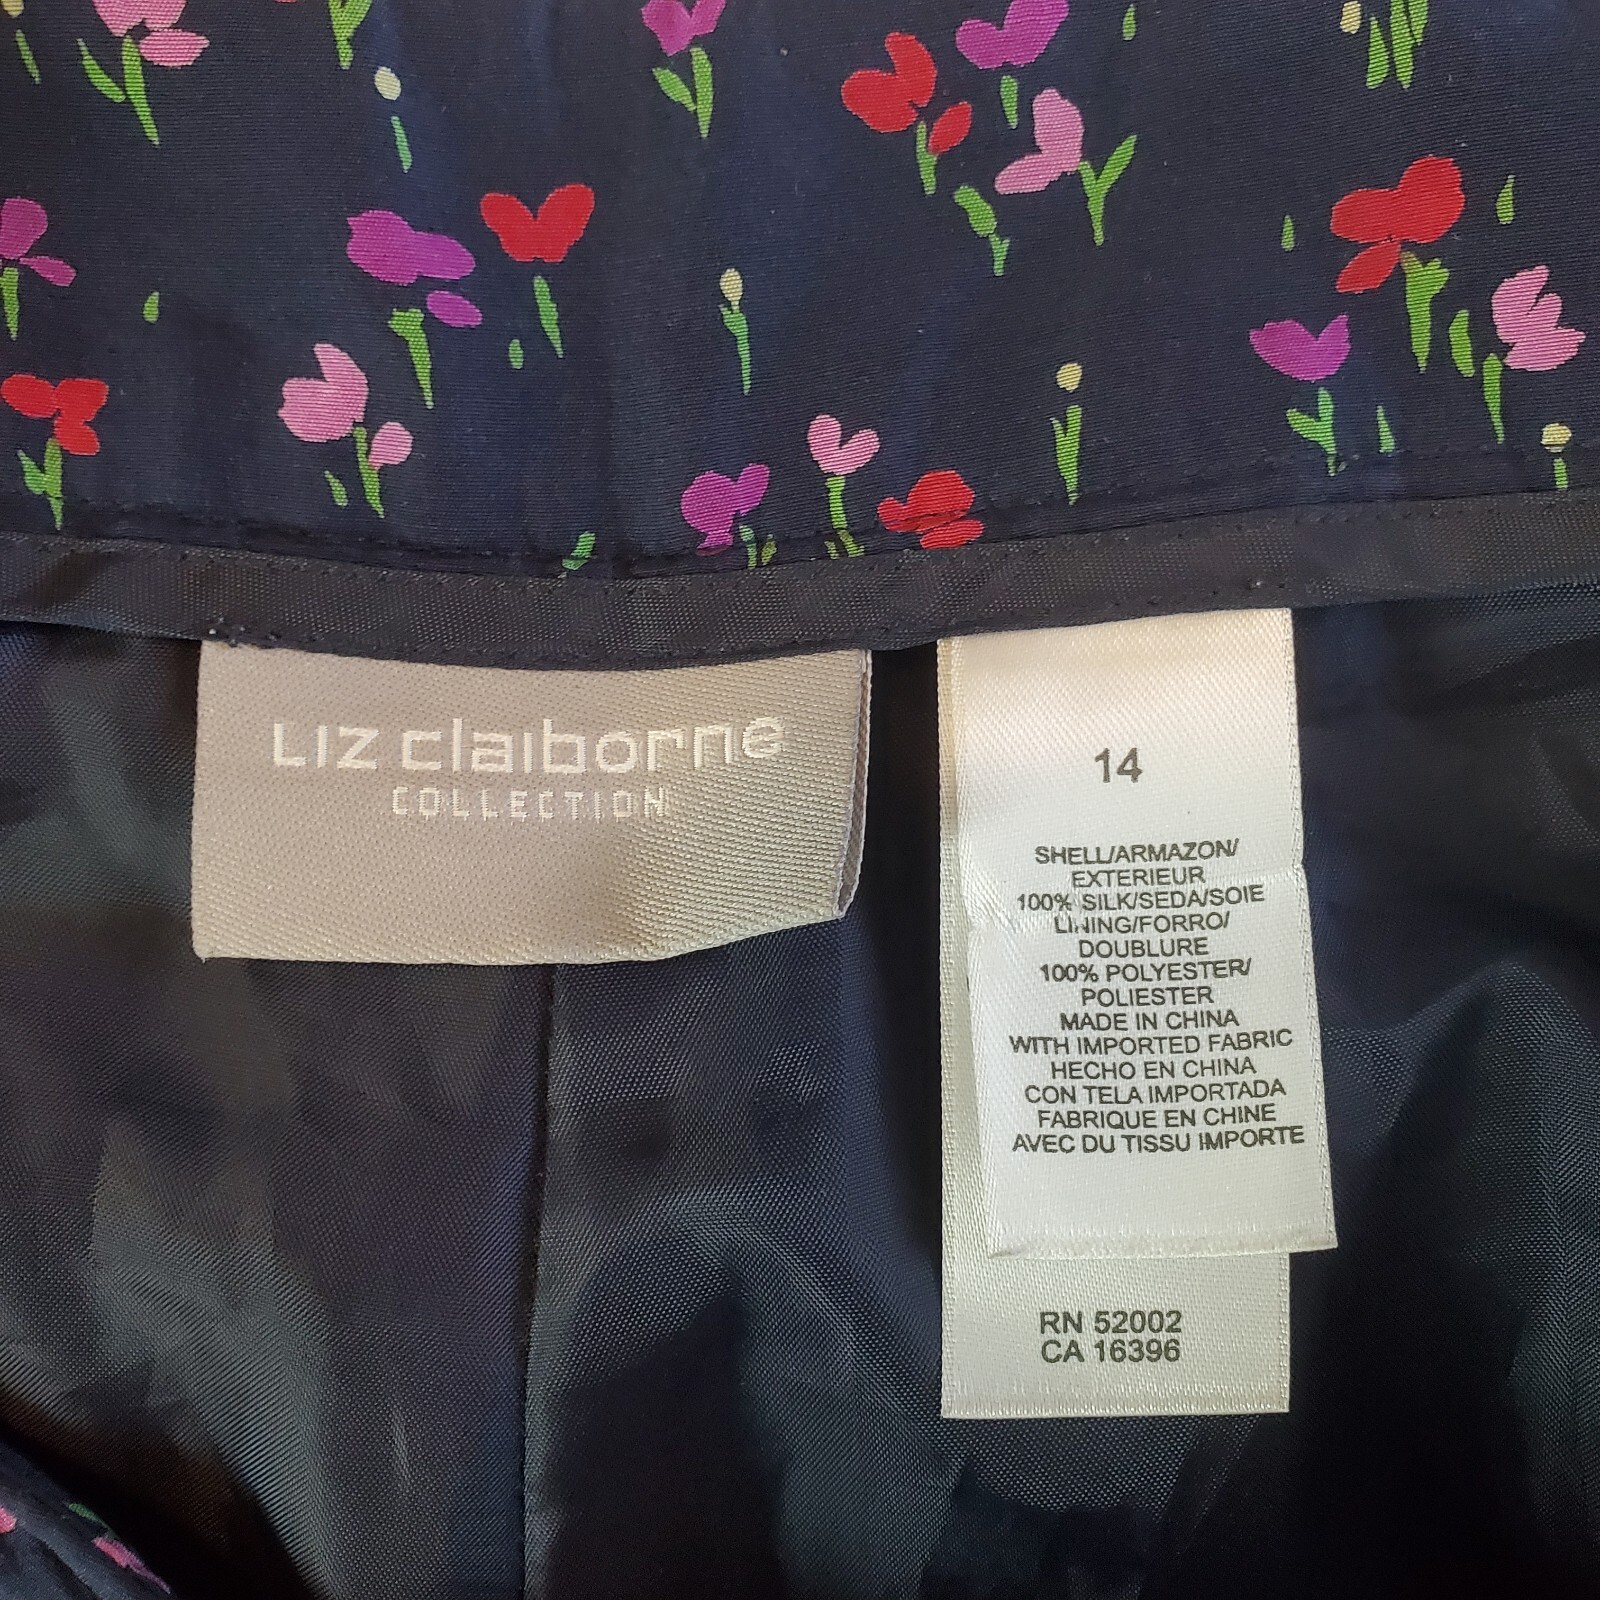 LIZ claiborne
COLLECTION
14
SHELL/ARMAZON/
EXTERIEUR
100% SILK/SEDA/SOIE
LINING/FORRO/
DOUBLURE
100% POLYESTER/
POLIESTER
MADE IN CHINA
WITH IMPORTED FABRIC
HECHO EN CHINA
CON TELA IMPORTADA
FABRIQUE EN CHINE
AVEC DU TISSU IMPORTE
RN 52002
CA 16396